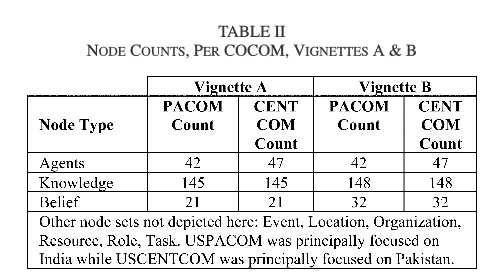 TABLE II
NODE COUNTS, PER COCOM, VIGNETTES A & B
Vignette A Vignette B
Node Type PACOM Count CENT COM Count PACOM Count CENT COM Count
Agents 42 47 42 47
Knowledge 145 145 148 148
Belief 21 21 32 32
Other node sets not depicted here: Event, Location, Organization,
Resource, Role, Task. USPACOM was principally focused on
India while USCENTCOM was principally focused on Pakistan.